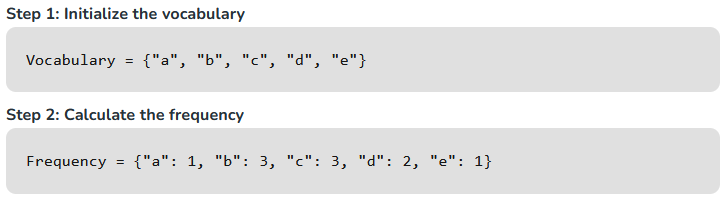 Step 1: Initialize the vocabulary
Vocabulary = {"a", "b", "c", "d", "e"}
Step 2: Calculate the frequency
Frequency = {"a": 1, "b": 3, "c": 3, "d": 2, "e": 1}